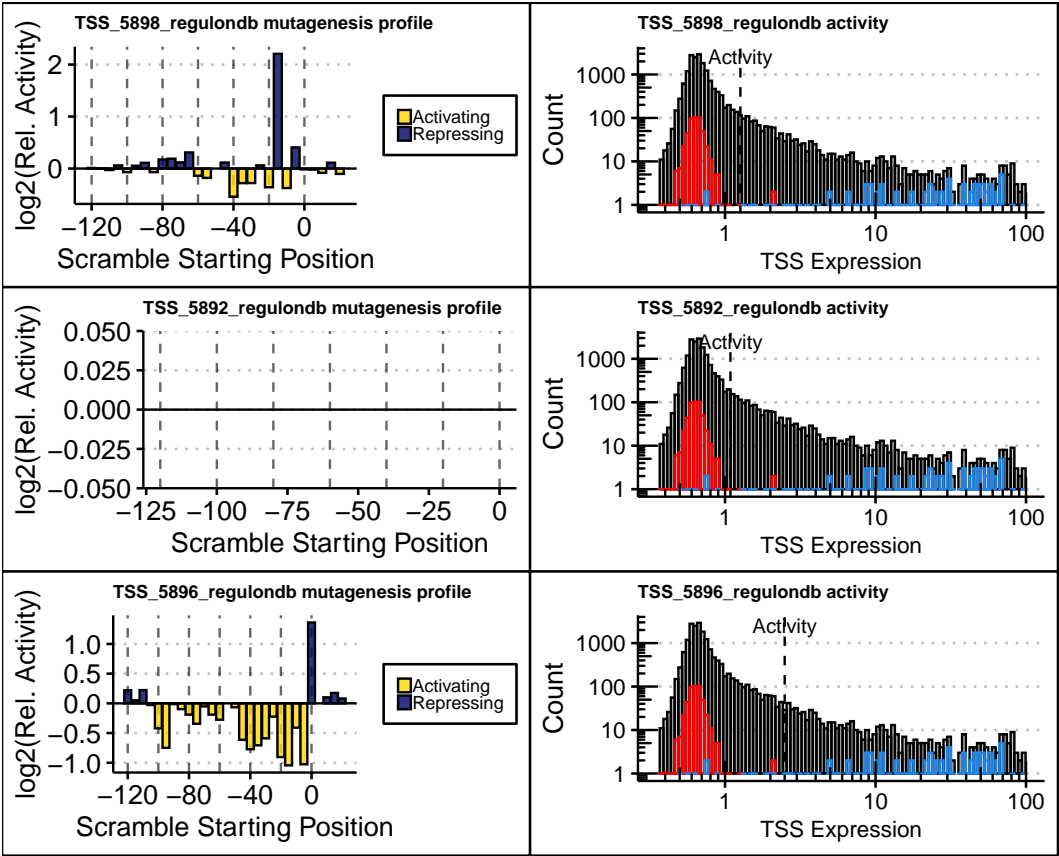 TSS_5898_regulondb mutagenesis profile
log2(Rel. Activity)
2
1
0
−120 −80 −40 0
Scramble Starting Position
Activating
Repressing
TSS_5898_regulondb activity
Activity
Count
1000
100
10
1
1 10 100
TSS Expression
TSS_5892_regulondb mutagenesis profile
log2(Rel. Activity)
0.050
0.025
0.000
−0.025
−0.050
−125 −100 −75 −50 −25 0
Scramble Starting Position
TSS_5892_regulondb activity
Activity
Count
1000
100
10
1
1 10 100
TSS Expression
TSS_5896_regulondb mutagenesis profile
log2(Rel. Activity)
1.0
0.5
0.0
−0.5
−1.0
−120 −80 −40 0
Scramble Starting Position
Activating
Repressing
TSS_5896_regulondb activity
Activity
Count
1000
100
10
1
1 10 100
TSS Expression